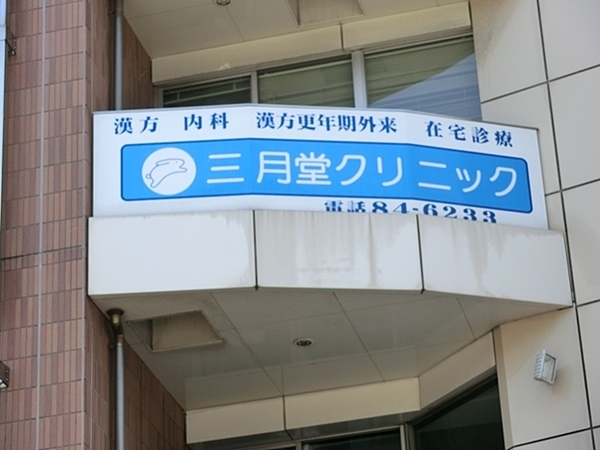 漢方 内科 漢方更年期外来 在宅診療
三月堂クリニック
電話84-6233